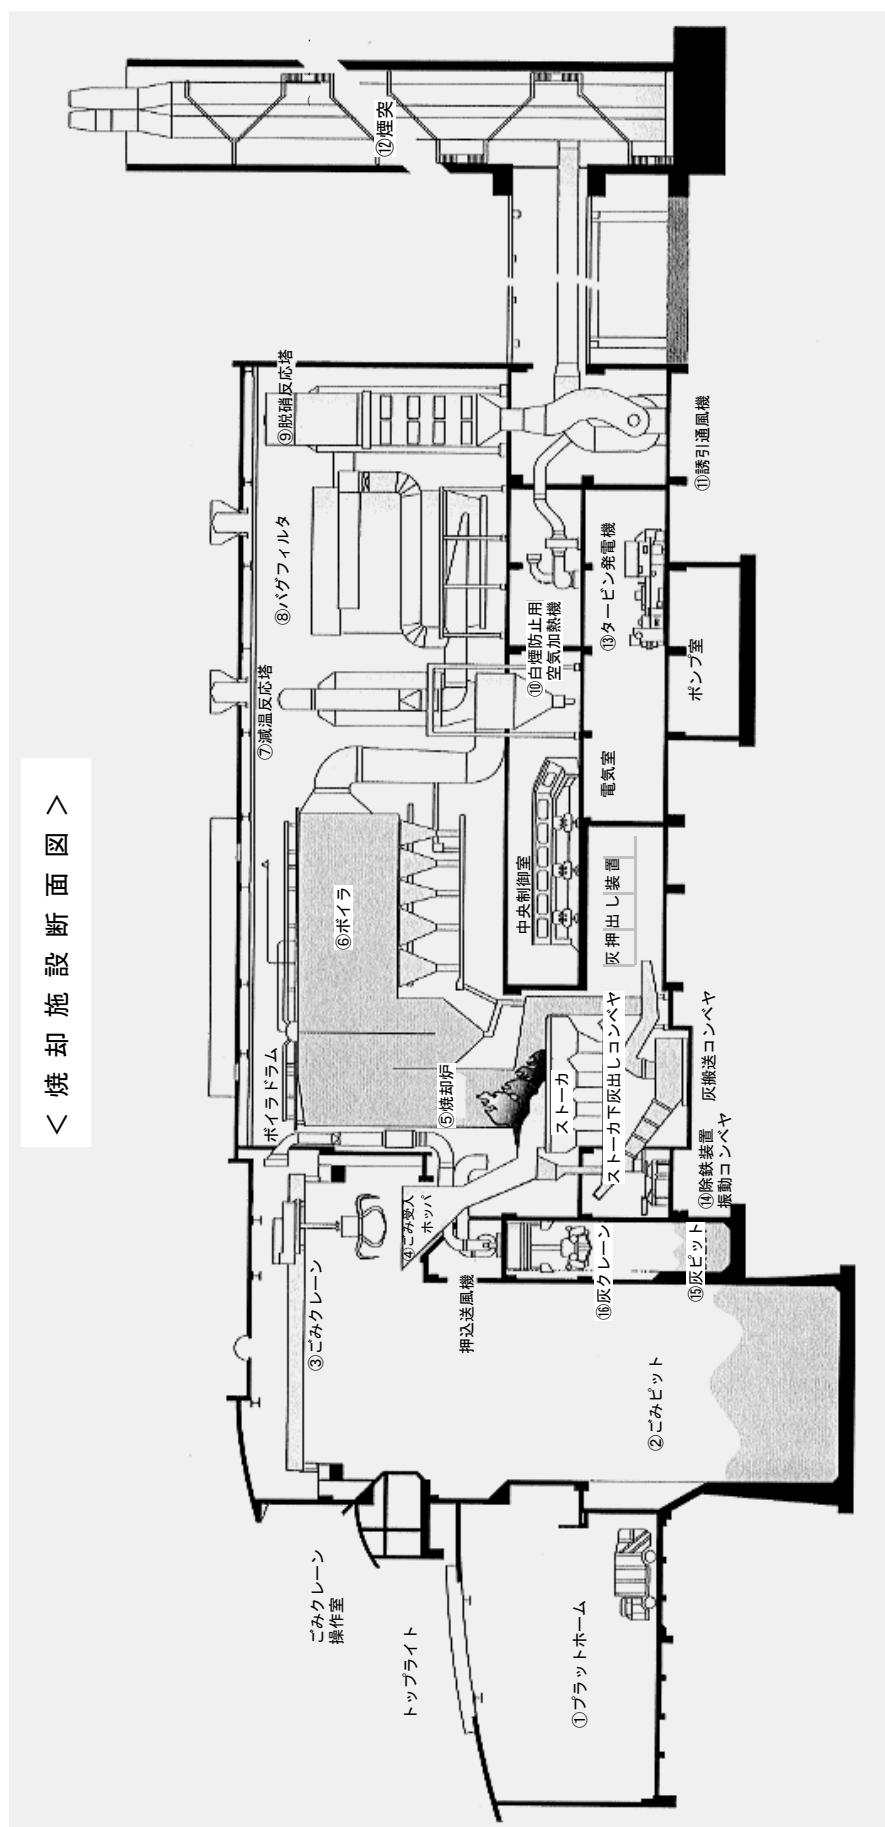 ＜焼却施設断面図＞
⑫煙突
⑨脱硝反応塔
⑪誘引通風機
⑧バグフィルタ
⑩白煙防止用
空気加熱機
⑬タービン発電機
ポンプ室
⑦減温反応塔
電気室
中央制御室
灰押出し装置
⑥ボイラ
ボイラドラム
⑤焼却炉
ストーカ
ストーカ下灰出しコンベヤ
灰搬送コンベヤ
⑭除鉄装置
振動コンベヤ
④ごみ受入
ホッパ
③ごみクレーン
押込送風機
⑯灰クレーン
⑮灰ピット
②ごみピット
ごみクレーン
操作室
トップライト
①プラットホーム